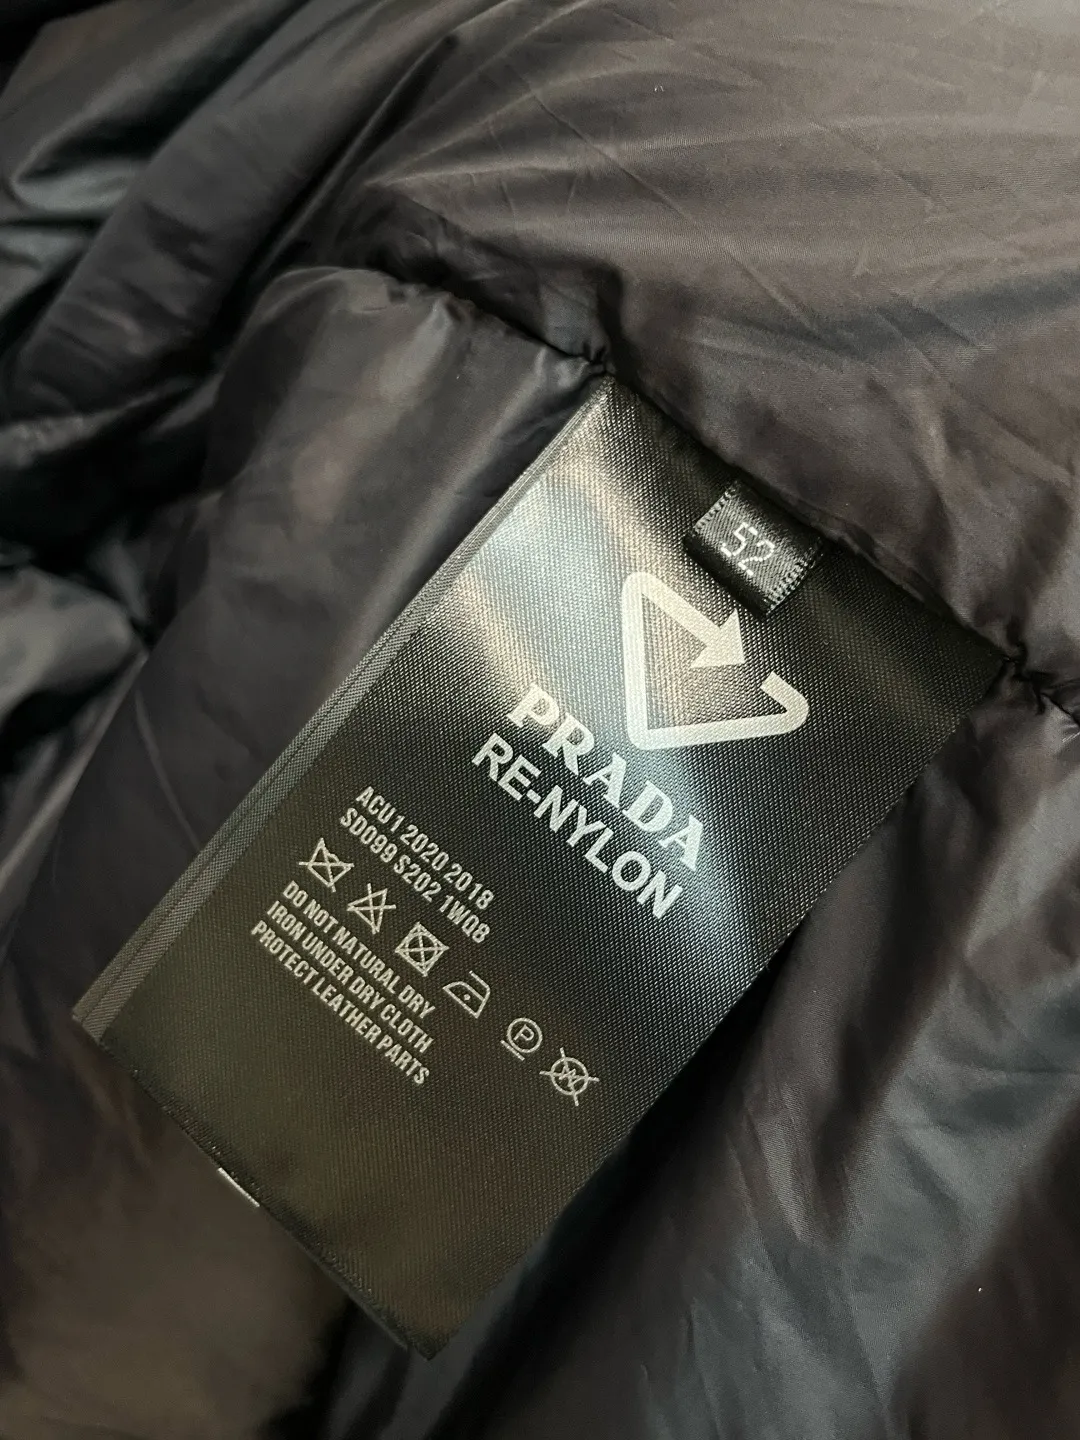 52
PRADA
RE-NYLON
ACU1 2020 2018
SD099 S202 1WQ8
P
W
DO NOT NATURAL DRY
IRON UNDER DRY CLOTH
PROTECT LEATHER PARTS